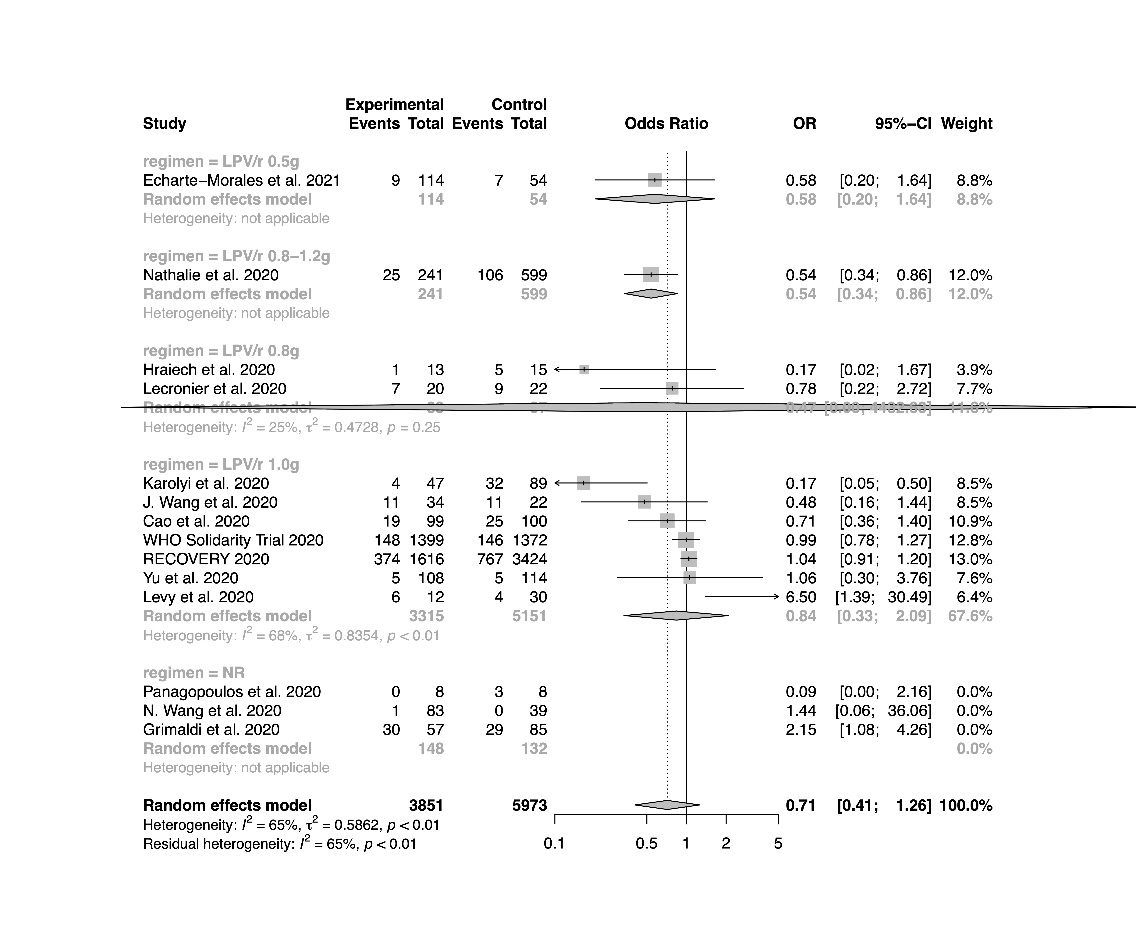 Experimental Control
Study Events Total Events Total Odds Ratio OR 95%−CI Weight
regimen = LPV/r 0.5g
Echarte−Morales et al. 2021 9 114 7 54 0.58 [0.20; 1.64] 8.8%
Random effects model 114 54 0.58 [0.20; 1.64] 8.8%
Heterogeneity: not applicable
regimen = LPV/r 0.8−1.2g
Nathalie et al. 2020 25 241 106 599 0.54 [0.34; 0.86] 12.0%
Random effects model 241 599 0.54 [0.34; 0.86] 12.0%
Heterogeneity: not applicable
regimen = LPV/r 0.8g
Hraiech et al. 2020 1 13 5 15 0.17 [0.02; 1.67] 3.9%
Lecronier et al. 2020 7 20 9 22 0.78 [0.22; 2.72] 7.7%
Random effects model
Heterogeneity: I² = 25%, τ² = 0.4728, p = 0.25
regimen = LPV/r 1.0g
Karolyi et al. 2020 4 47 32 89 0.17 [0.05; 0.50] 8.5%
J. Wang et al. 2020 11 34 11 22 0.48 [0.16; 1.44] 8.5%
Cao et al. 2020 19 99 25 100 0.71 [0.36; 1.40] 10.9%
WHO Solidarity Trial 2020 148 1399 146 1372 0.99 [0.78; 1.27] 12.8%
RECOVERY 2020 374 1616 767 3424 1.04 [0.91; 1.20] 13.0%
Yu et al. 2020 5 108 5 114 1.06 [0.30; 3.76] 7.6%
Levy et al. 2020 6 12 4 30 6.50 [1.39; 30.49] 6.4%
Random effects model 3315 5151 0.84 [0.33; 2.09] 67.6%
Heterogeneity: I² = 68%, τ² = 0.8354, p < 0.01
regimen = NR
Panagopoulos et al. 2020 0 8 3 8 0.09 [0.00; 2.16] 0.0%
N. Wang et al. 2020 1 83 0 39 1.44 [0.06; 36.06] 0.0%
Grimaldi et al. 2020 30 57 29 85 2.15 [1.08; 4.26] 0.0%
Random effects model 148 132 0.0%
Heterogeneity: not applicable
Random effects model 3851 5973 0.71 [0.41; 1.26] 100.0%
Heterogeneity: I² = 65%, τ² = 0.5862, p < 0.01
Residual heterogeneity: I² = 65%, p < 0.01
0.1 0.5 1 2 5